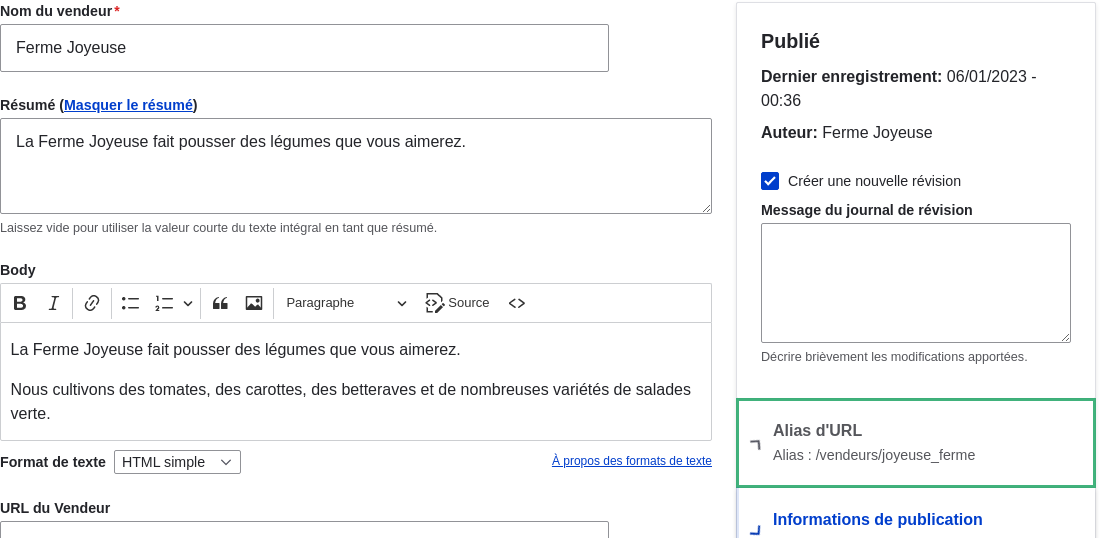 Nom du vendeur*
Ferme Joyeuse
Résumé (Masquer le résumé)
La Ferme Joyeuse fait pousser des légumes que vous aimerez.
Laissez vide pour utiliser la valeur courte du texte intégral en tant que résumé.
Body
B I Paragraphe Source
La Ferme Joyeuse fait pousser des légumes que vous aimerez.
Nous cultivons des tomates, des carottes, des betteraves et de nombreuses variétés de salades
verte.
Format de texte HTML simple À propos des formats de texte
URL du Vendeur
Publié
Dernier enregistrement: 06/01/2023 -
00:36
Auteur: Ferme Joyeuse
Créer une nouvelle révision
Message du journal de révision
Décrire brièvement les modifications apportées.
Alias d'URL
Alias : /vendeurs/joyeuse_ferme
Informations de publication